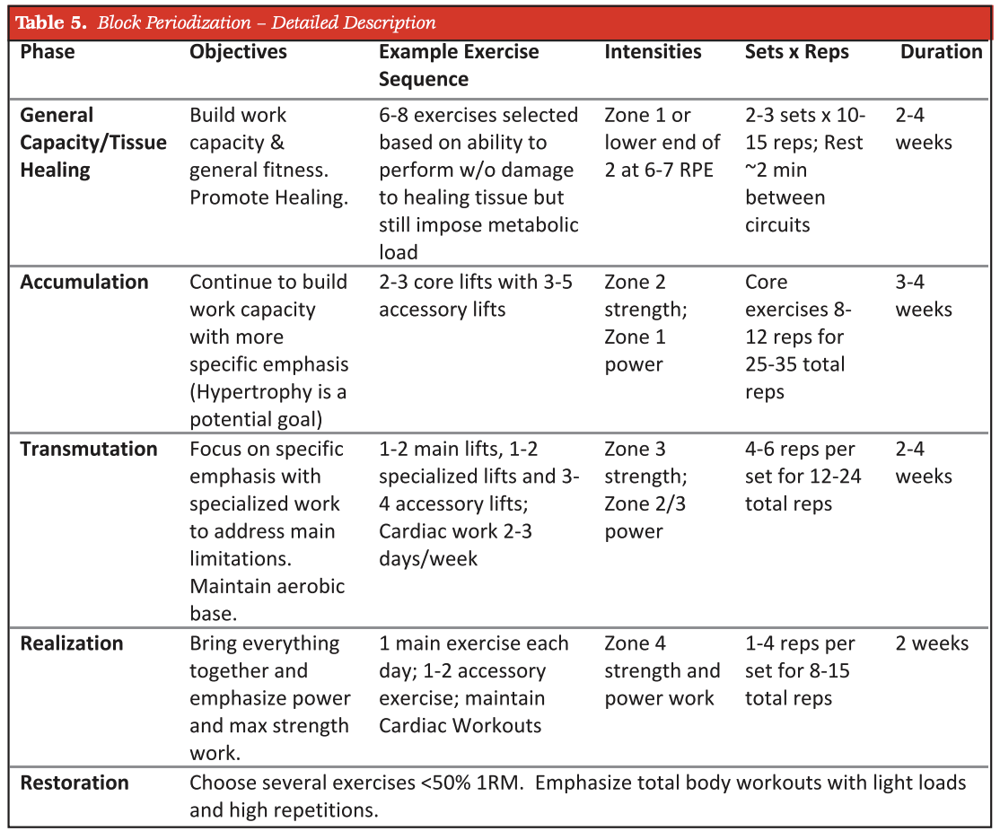 Table 5. Block Periodization – Detailed Description
Phase Objectives Example Exercise Sequence Intensities Sets x Reps Duration
General Capacity/Tissue Healing
Build work
capacity &
general fitness.
Promote Healing.
6-8 exercises selected
based on ability to
perform w/o damage
to healing tissue but
still impose metabolic
load
Zone 1 or
lower end of
2 at 6-7 RPE
2-3 sets x 10-
15 reps; Rest
~2 min
between
circuits
2-4
weeks
Accumulation
Continue to build
work capacity
with more
specific emphasis
(Hypertrophy is a
potential goal)
2-3 core lifts with 3-5
accessory lifts
Zone 2
strength;
Zone 1
power
Core
exercises 8-
12 reps for
25-35 total
reps
3-4
weeks
Transmutation
Focus on specific
emphasis with
specialized work
to address main
limitations.
Maintain aerobic
base.
1-2 main lifts, 1-2
specialized lifts and 3-
4 accessory lifts;
Cardiac work 2-3
days/week
Zone 3
strength;
Zone 2/3
power
4-6 reps per
set for 12-24
total reps
2-4
weeks
Realization
Bring everything
together and
emphasize power
and max strength
work.
1 main exercise each
day; 1-2 accessory
exercise; maintain
Cardiac Workouts
Zone 4
strength and
power work
1-4 reps per
set for 8-15
total reps
2 weeks
Restoration
Choose several exercises <50% 1RM. Emphasize total body workouts with light loads
and high repetitions.